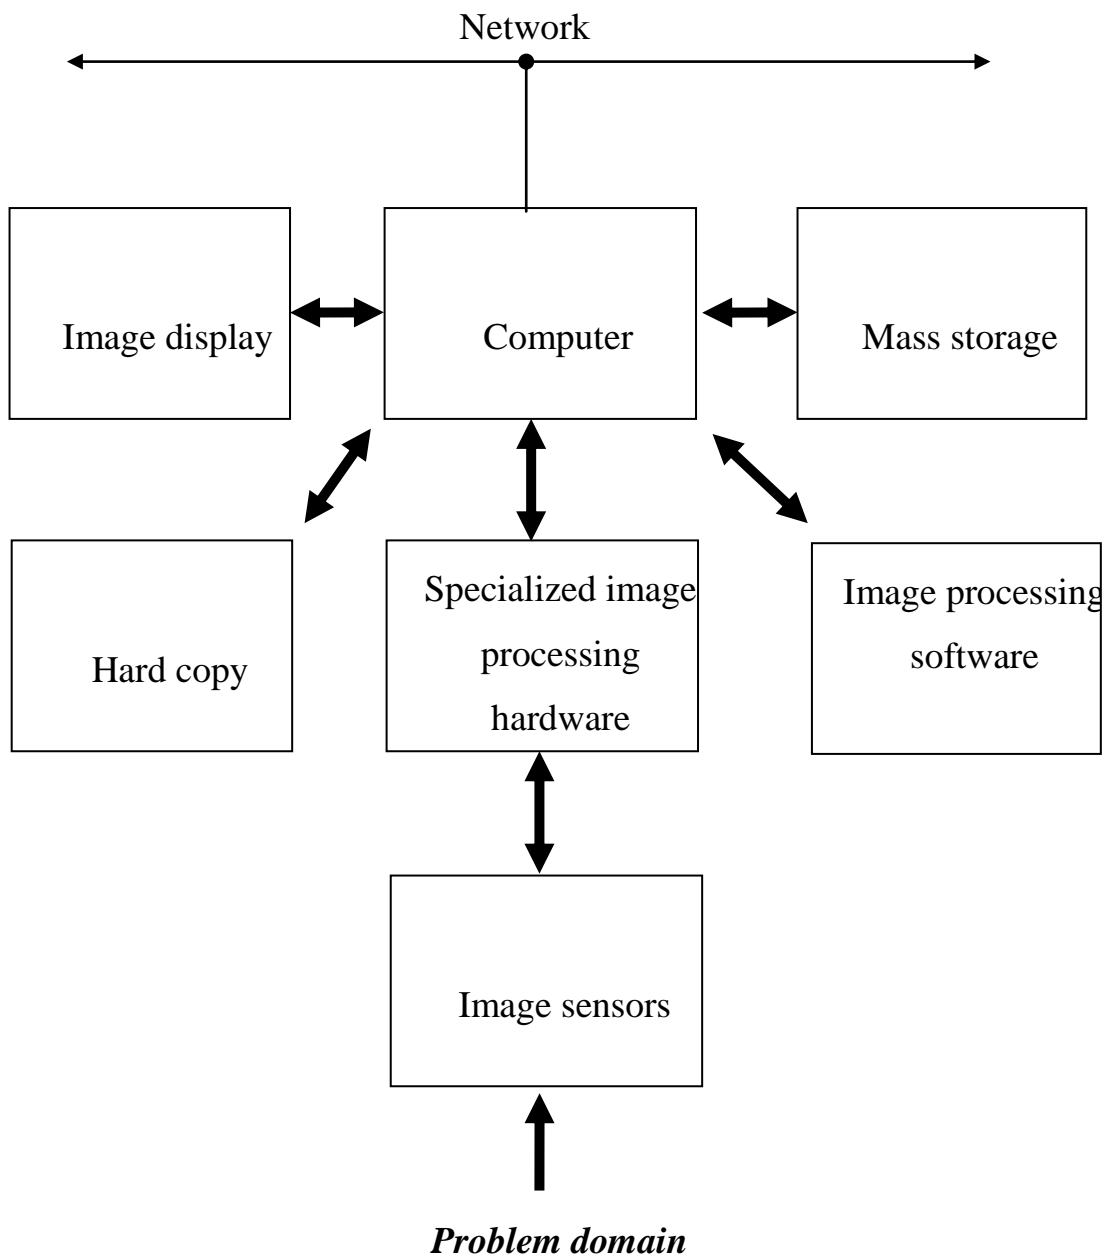 Network
Image display
Computer
Mass storage
Hard copy
Specialized image
processing
hardware
Image processing
software
Image sensors
Problem domain